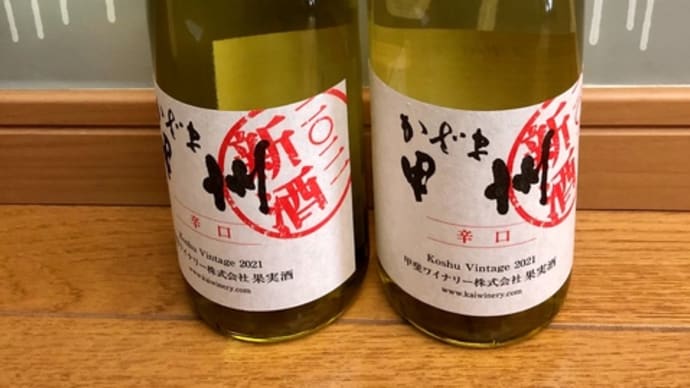 かざま
甲州
新酒
二〇二一
辛口
Koshu Vintage 2021
斐ワイナリー株式会社 果実酒
www.kaiwinery.com
かざま
甲州
新酒
辛口
Koshu Vintage 2021
甲斐ワイナリー株式会社 果実酒
www.kaiwinery.com